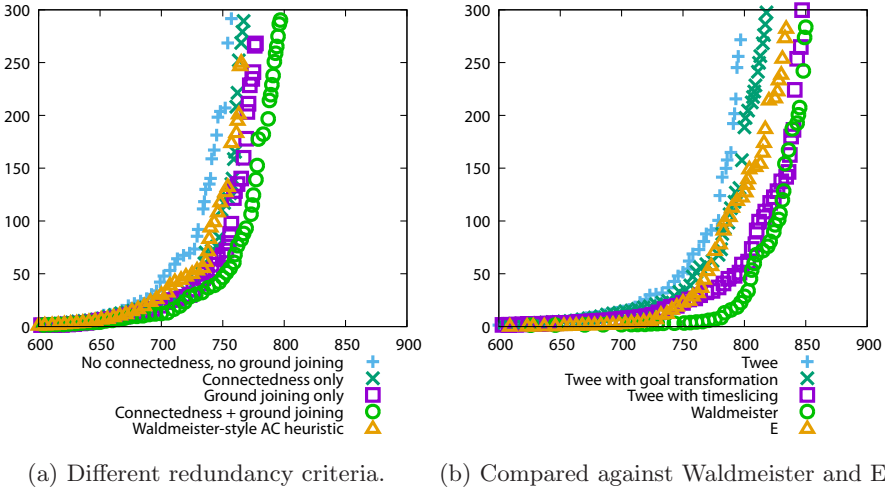 300
250
200
150
100
50
0
600 650 700 750 800 850 900
No connectedness, no ground joining
Connectedness only
Ground joining only
Connectedness + ground joining
Waldmeister-style AC heuristic
(a) Different redundancy criteria.
300
250
200
150
100
50
0
600 650 700 750 800 850 900
Twee
Twee with goal transformation
Twee with timeslicing
Waldmeister
E
(b) Compared against Waldmeister and E